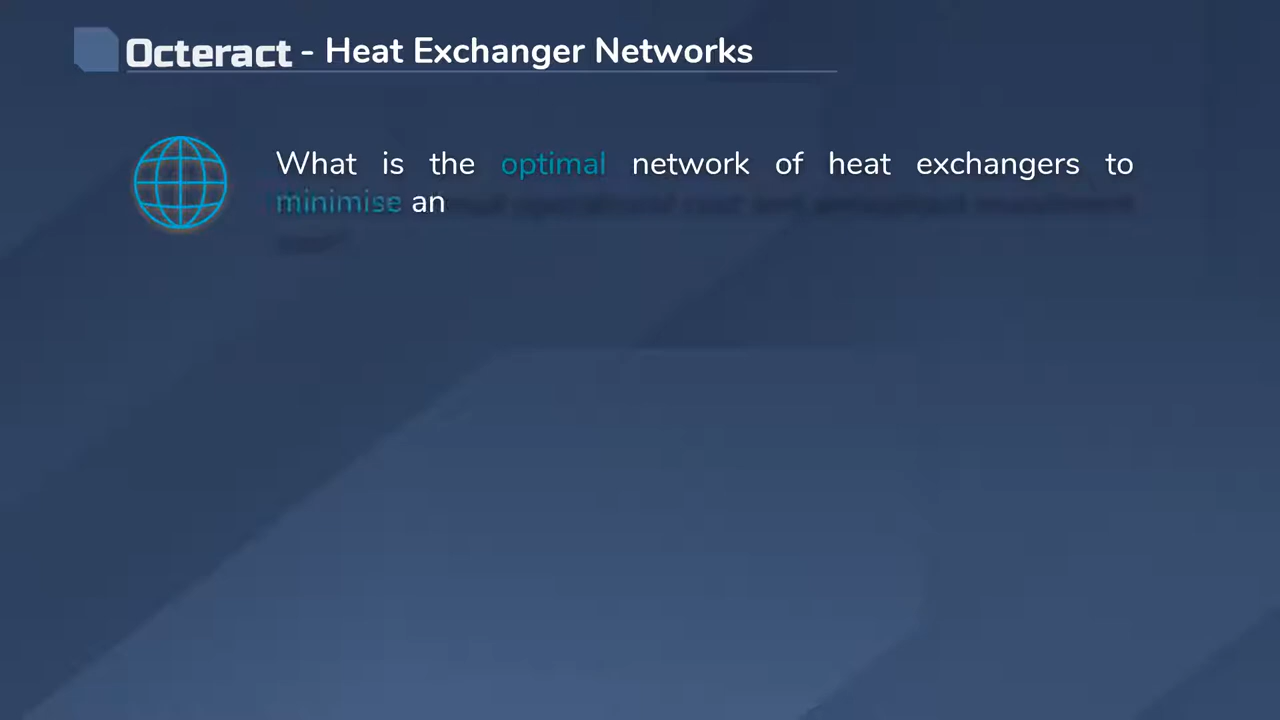 Octeract - Heat Exchanger Networks
What is the optimal network of heat exchangers to
minimise an